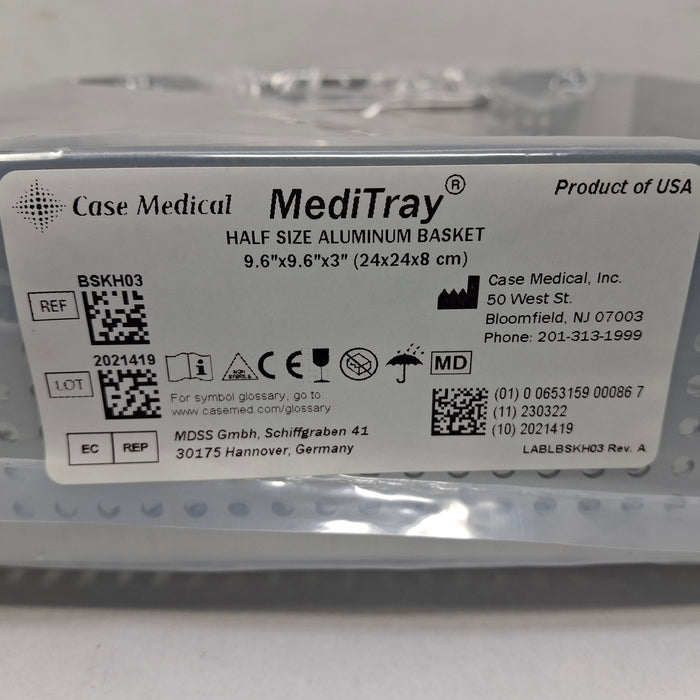 Case Medical
MediTray®
Product of USA
HALF SIZE ALUMINUM BASKET
9.6"x9.6"x3" (24x24x8 cm)
BSKH03
REF
Case Medical, Inc.
50 West St.
Bloomfield, NJ 07003
Phone: 201-313-1999
2021419
LOT
NON
STERILE
CE
MD
For symbol glossary, go to:
www.casemed.com/glossary
(01) 0 0653159 00086 7
(11) 230322
(10) 2021419
EC REP
MDSS Gmbh, Schiffgraben 41
30175 Hannover, Germany
LABLBSKH03 Rev. A